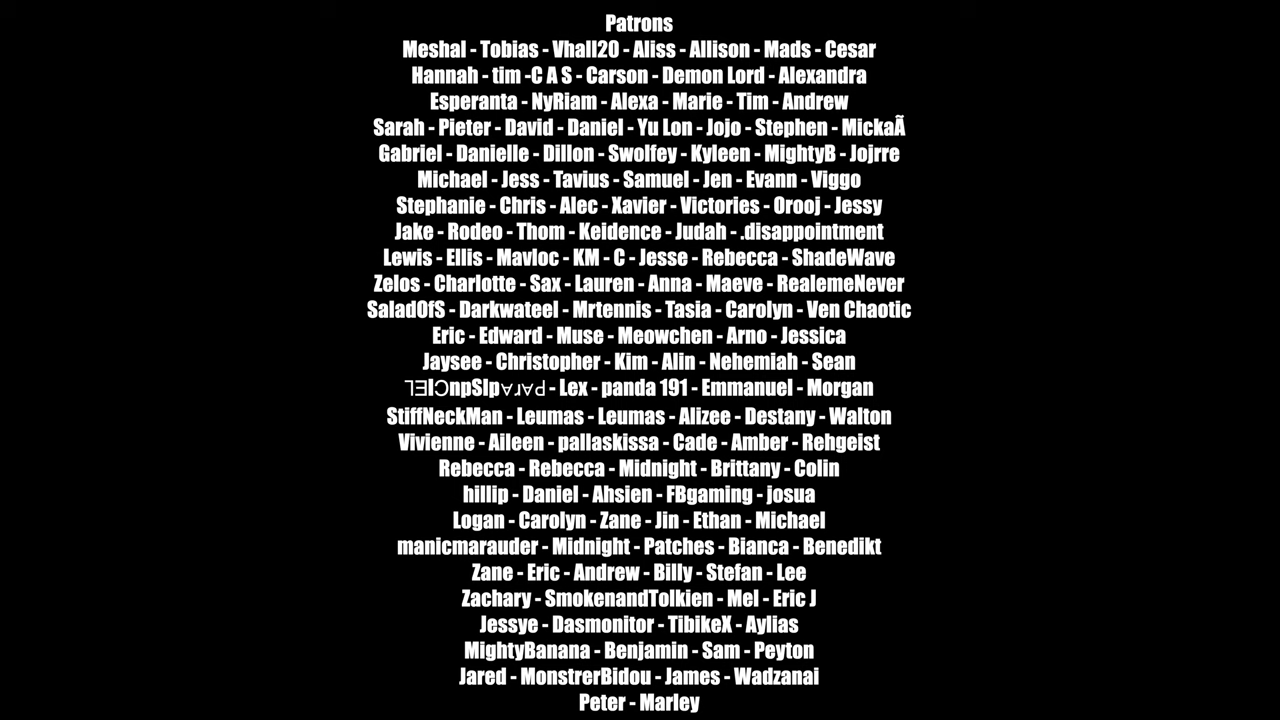 Patrons
Meshal - Tobias - Vhall20 - Aliss - Allison - Mads - Cesar
Hannah - tim -C A S - Carson - Demon Lord - Alexandra
Esperanta - NyRiam - Alexa - Marie - Tim - Andrew
Sarah - Pieter - David - Daniel - Yu Lon - Jojo - Stephen - MickaÃ
Gabriel - Danielle - Dillon - Swolfey - Kyleen - MightyB - Jojrre
Michael - Jess - Tavius - Samuel - Jen - Evann - Viggo
Stephanie - Chris - Alec - Xavier - Victories - Orooj - Jessy
Jake - Rodeo - Thom - Keidence - Judah - .disappointment
Lewis - Ellis - Mavloc - KM - C - Jesse - Rebecca - ShadeWave
Zelos - Charlotte - Sax - Lauren - Anna - Maeve - RealemeNever
SaladOfS - Darkwateel - Mrtennis - Tasia - Carolyn - Ven Chaotic
Eric - Edward - Muse - Meowchen - Arno - Jessica
Jaysee - Christopher - Kim - Alin - Nehemiah - Sean
⅂ƎIƆnpSIp∀ɹ∀Ԁ - Lex - panda 191 - Emmanuel - Morgan
StiffNeckMan - Leumas - Leumas - Alizee - Destany - Walton
Vivienne - Aileen - pallaskissa - Cade - Amber - Rehgeist
Rebecca - Rebecca - Midnight - Brittany - Colin
hillip - Daniel - Ahsien - FBgaming - josua
Logan - Carolyn - Zane - Jin - Ethan - Michael
manicmarauder - Midnight - Patches - Bianca - Benedikt
Zane - Eric - Andrew - Billy - Stefan - Lee
Zachary - SmokenandTolkien - Mel - Eric J
Jessye - Dasmonitor - TibikeX - Aylias
MightyBanana - Benjamin - Sam - Peyton
Jared - MonstrerBidou - James - Wadzanai
Peter - Marley